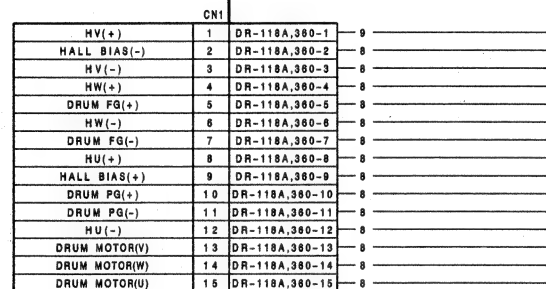 CN1
HV(+) 1 DR-118A,360-1 9
HALL BIAS(-) 2 DR-118A,360-2 8
HV(-) 3 DR-118A,360-3 8
HW(+) 4 DR-118A,360-4 8
DRUM FG(+) 5 DR-118A,360-5 8
HW(-) 6 DR-118A,360-6 8
DRUM FG(-) 7 DR-118A,360-7 8
HU(+) 8 DR-118A,360-8 8
HALL BIAS(+) 9 DR-118A,360-9 8
DRUM PG(+) 10 DR-118A,360-10 8
DRUM PG(-) 11 DR-118A,360-11 8
HU(-) 12 DR-118A,360-12 8
DRUM MOTOR(V) 13 DR-118A,360-13 8
DRUM MOTOR(W) 14 DR-118A,360-14 8
DRUM MOTOR(U) 15 DR-118A,360-15 8